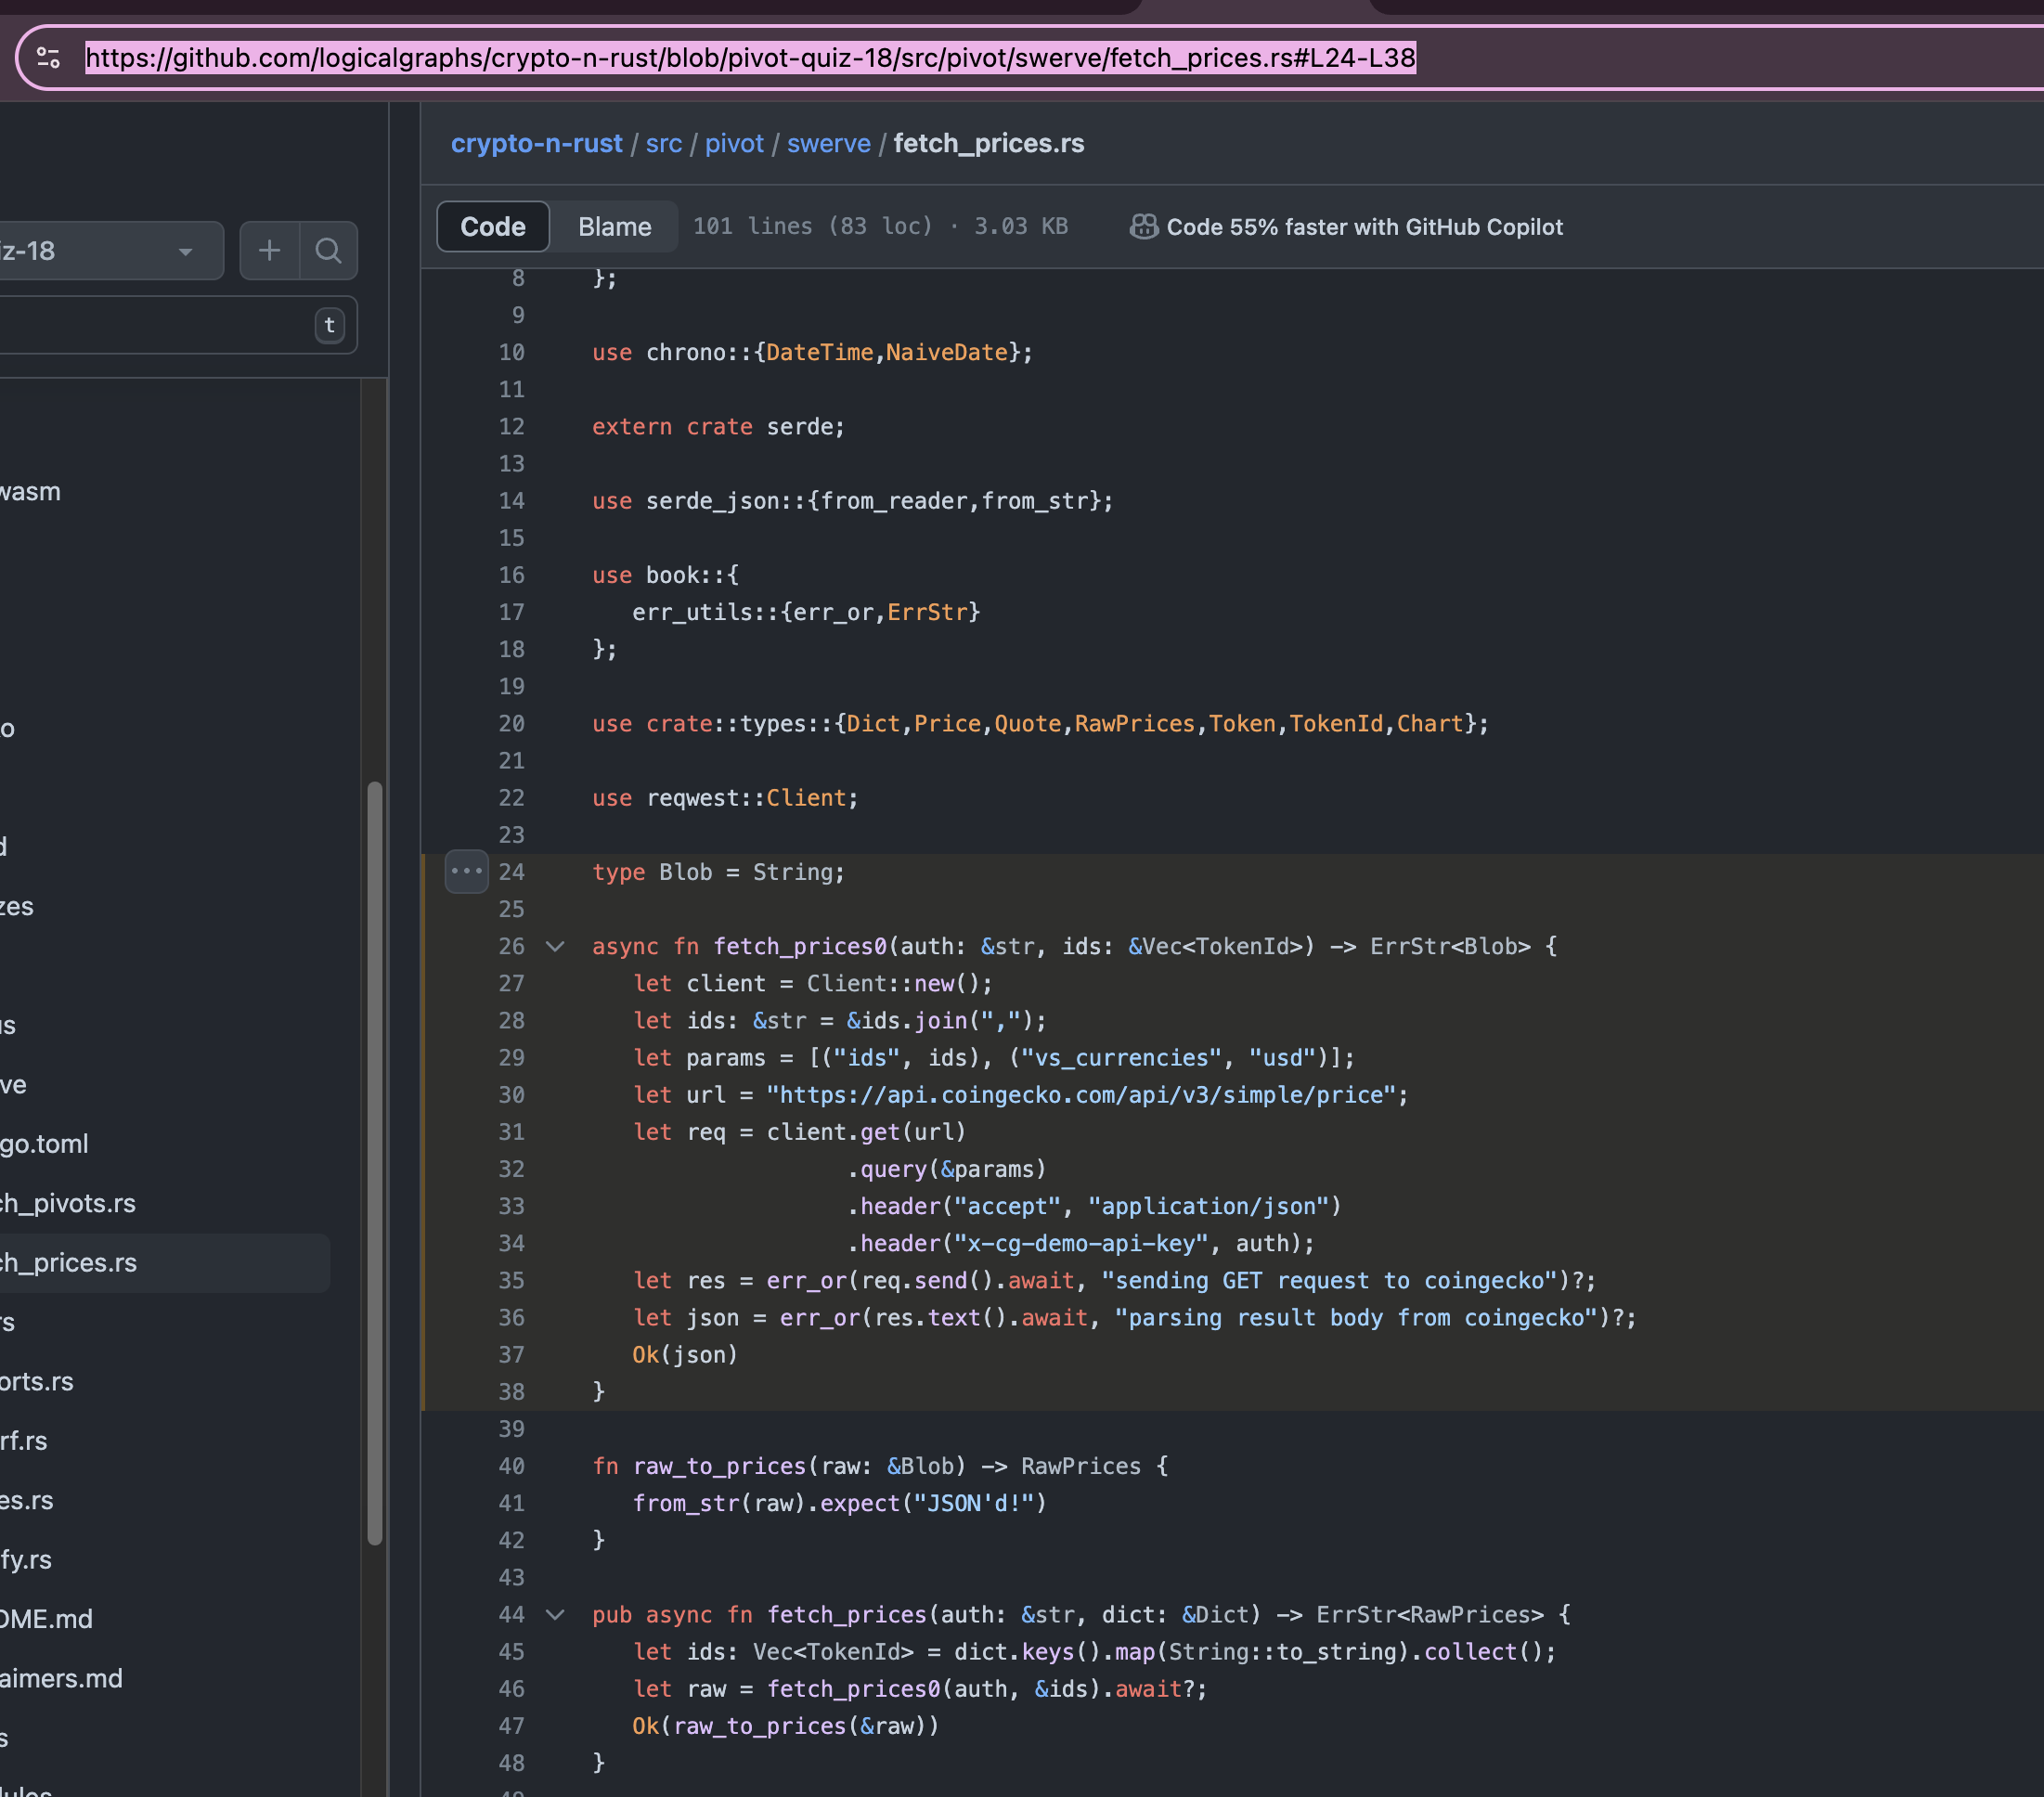 https://github.com/logicalgraphs/crypto-n-rust/blob/pivot-quiz-18/src/pivot/swerve/fetch_prices.rs#L24-L38
crypto-n-rust / src / pivot / swerve / fetch_prices.rs
iz-18
Code Blame 101 lines (83 loc) · 3.03 KB Code 55% faster with GitHub Copilot
t
wasm
o
d
zes
us
ve
go.toml
ch_pivots.rs
ch_prices.rs
rs
orts.rs
rf.rs
es.rs
fy.rs
OME.md
aimers.md
s
dules
8 };
9
10 use chrono::{DateTime,NaiveDate};
11
12 extern crate serde;
13
14 use serde_json::{from_reader,from_str};
15
16 use book::{
17    err_utils::{err_or,ErrStr}
18 };
19
20 use crate::types::{Dict,Price,Quote,RawPrices,Token,TokenId,Chart};
21
22 use reqwest::Client;
23
24 type Blob = String;
25
26 async fn fetch_prices0(auth: &str, ids: &Vec<TokenId>) -> ErrStr<Blob> {
27    let client = Client::new();
28    let ids: &str = &ids.join(",");
29    let params = [("ids", ids), ("vs_currencies", "usd")];
30    let url = "https://api.coingecko.com/api/v3/simple/price";
31    let req = client.get(url)
32                    .query(&params)
33                    .header("accept", "application/json")
34                    .header("x-cg-demo-api-key", auth);
35    let res = err_or(req.send().await, "sending GET request to coingecko")?;
36    let json = err_or(res.text().await, "parsing result body from coingecko")?;
37    Ok(json)
38 }
39
40 fn raw_to_prices(raw: &Blob) -> RawPrices {
41    from_str(raw).expect("JSON'd!")
42 }
43
44 pub async fn fetch_prices(auth: &str, dict: &Dict) -> ErrStr<RawPrices> {
45    let ids: Vec<TokenId> = dict.keys().map(String::to_string).collect();
46    let raw = fetch_prices0(auth, &ids).await?;
47    Ok(raw_to_prices(&raw))
48 }
49